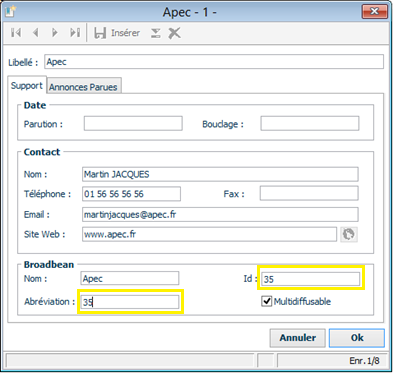 Apec - 1 -
Insérer
Libellé : Apec
Support Annonces Parues
Date
Parution : Bouclage :
Contact
Nom : Martin JACQUES
Téléphone : 01 56 56 56 56 Fax :
Email : martinjacques@apec.fr
Site Web : www.apec.fr
Broadbean
Nom : Apec Id : 35
Abréviation : 35 Multidiffusable
Annuler Ok
Enr.1/8